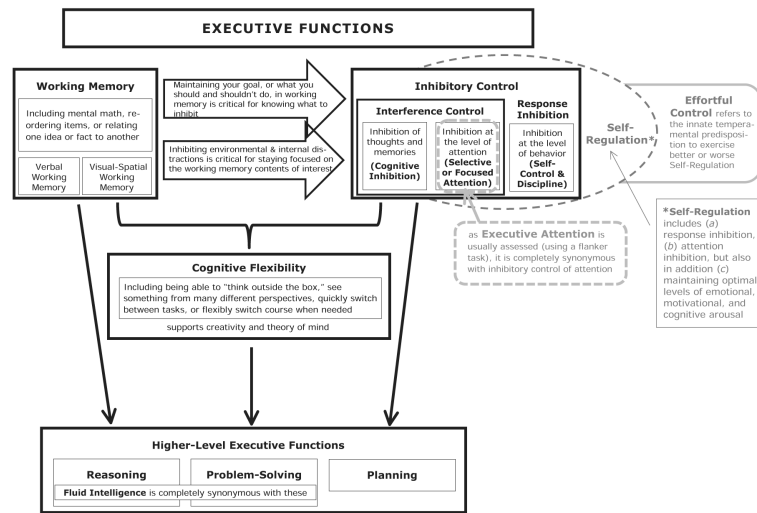 EXECUTIVE FUNCTIONS
Working Memory
Including mental math, re-
ordering items, or relating
one idea or fact to another
Verbal
Working
Memory
Visual-Spatial
Working
Memory
Maintaining your goal, or what you
should and shouldn't do, in working
memory is critical for knowing what to
inhibit
Inhibiting environmental & internal dis-
tractions is critical for staying focused
on the working memory contents of interest
Inhibitory Control
Interference Control
Inhibition of
thoughts and
memories
(Cognitive
Inhibition)
Inhibition at
the level of
attention
(Selective
or Focused
Attention)
Response
Inhibition
Inhibition
at the level
of behavior
(Self-
Control &
Discipline)
Self-
Regulation*
Effortful
Control refers to
the innate tempera-
mental predisposi-
tion to exercise
better or worse
Self-Regulation
as Executive Attention is
usually assessed (using a flanker
task), it is completely synonymous
with inhibitory control of attention
*Self-Regulation
includes (a)
response inhibition,
(b) attention
inhibition, but also
in addition (c)
maintaining optimal
levels of emotional,
motivational, and
cognitive arousal
Cognitive Flexibility
Including being able to "think outside the box," see
something from many different perspectives, quickly switch
between tasks, or flexibly switch course when needed
supports creativity and theory of mind
Higher-Level Executive Functions
Reasoning
Problem-Solving
Planning
Fluid Intelligence is completely synonymous with these